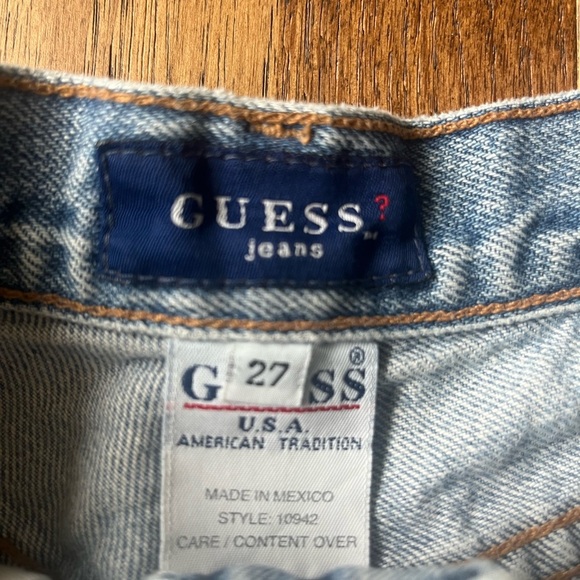 GUESS?
jeans
G 27 SS®
U.S.A.
AMERICAN TRADITION
MADE IN MEXICO
STYLE: 10942
CARE / CONTENT OVER